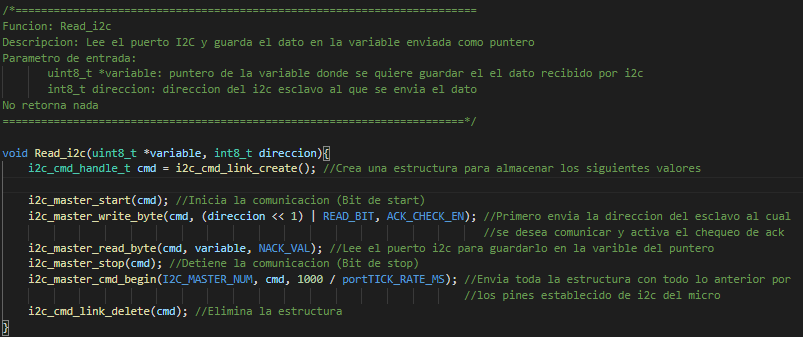 /*========================================================================
Funcion: Read_i2c
Descripcion: Lee el puerto I2C y guarda el dato en la variable enviada como puntero
Parametro de entrada:
uint8_t *variable: puntero de la variable donde se quiere guardar el el dato recibido por i2c
int8_t direccion: direccion del i2c esclavo al que se envia el dato
No retorna nada
========================================================================*/
void Read_i2c(uint8_t *variable, int8_t direccion){
i2c_cmd_handle_t cmd = i2c_cmd_link_create(); //Crea una estructura para almacenar los siguientes valores
i2c_master_start(cmd); //Inicia la comunicacion (Bit de start)
i2c_master_write_byte(cmd, (direccion << 1) | READ_BIT, ACK_CHECK_EN); //Primero envia la direccion del esclavo al cual
//se desea comunicar y activa el chequeo de ack
i2c_master_read_byte(cmd, variable, NACK_VAL); //Lee el puerto i2c para guardarlo en la varible del puntero
i2c_master_stop(cmd); //Detiene la comunicacion (Bit de stop)
i2c_master_cmd_begin(I2C_MASTER_NUM, cmd, 1000 / portTICK_RATE_MS); //Envia toda la estructura con todo lo anterior por
//los pines establecido de i2c del micro
i2c_cmd_link_delete(cmd); //Elimina la estructura
}